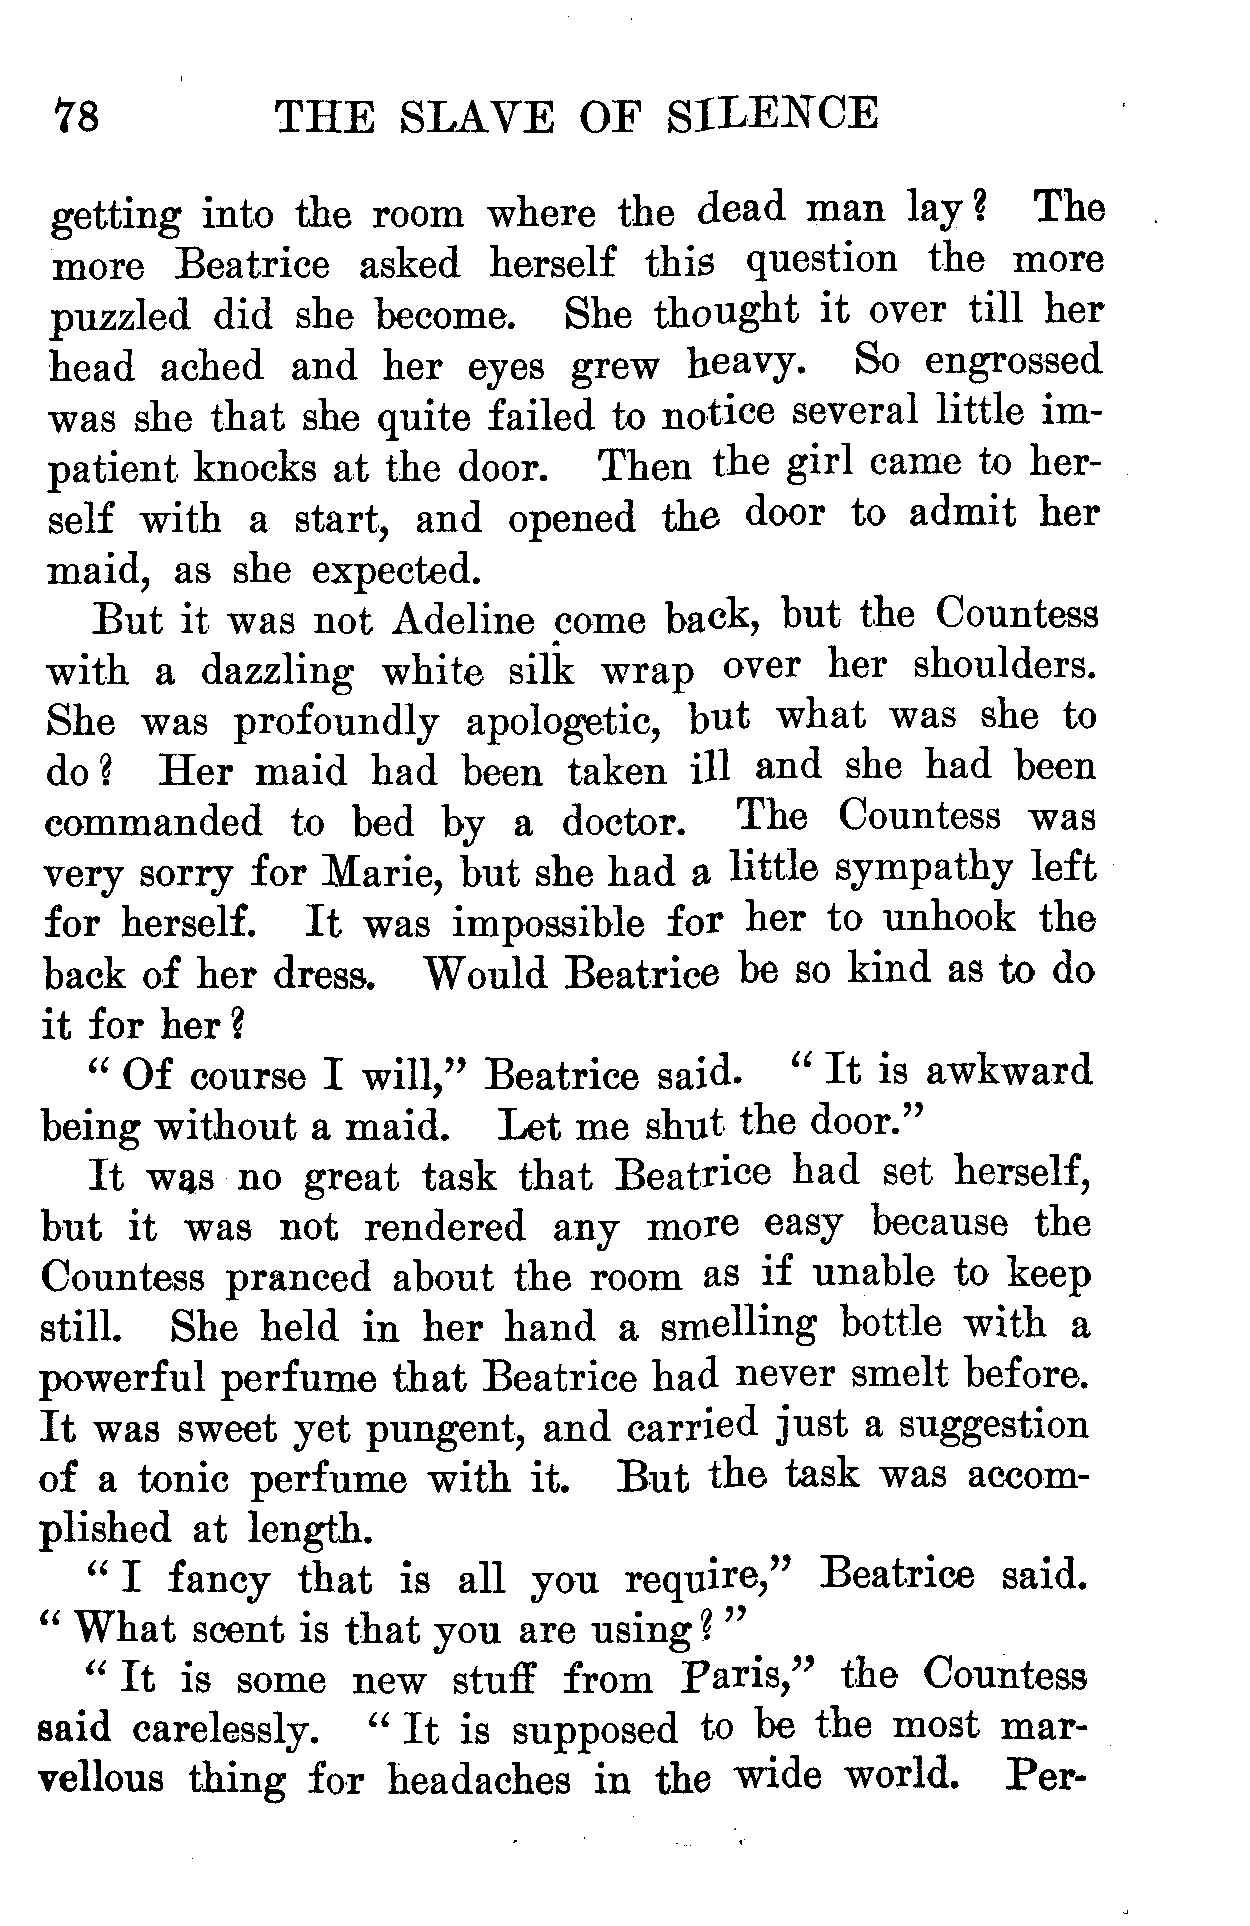 78 THE SLAVE OF SILENCE
getting into the room where the dead man lay? The
more Beatrice asked herself this question the more
puzzled did she become. She thought it over till her
head ached and her eyes grew heavy. So engrossed
was she that she quite failed to notice several little im-
patient knocks at the door. Then the girl came to her-
self with a start, and opened the door to admit her
maid, as she expected.
But it was not Adeline come back, but the Countess
with a dazzling white silk wrap over her shoulders.
She was profoundly apologetic, but what was she to
do? Her maid had been taken ill and she had been
commanded to bed by a doctor. The Countess was
very sorry for Marie, but she had a little sympathy left
for herself. It was impossible for her to unhook the
back of her dress. Would Beatrice be so kind as to do
it for her?
"Of course I will," Beatrice said. "It is awkward
being without a maid. Let me shut the door."
It was no great task that Beatrice had set herself,
but it was not rendered any more easy because the
Countess pranced about the room as if unable to keep
still. She held in her hand a smelling bottle with a
powerful perfume that Beatrice had never smelt before.
It was sweet yet pungent, and carried just a suggestion
of a tonic perfume with it. But the task was accom-
plished at length.
"I fancy that is all you require," Beatrice said.
"What scent is that you are using?"
"It is some new stuff from Paris," the Countess
said carelessly. "It is supposed to be the most mar-
vellous thing for headaches in the wide world. Per-